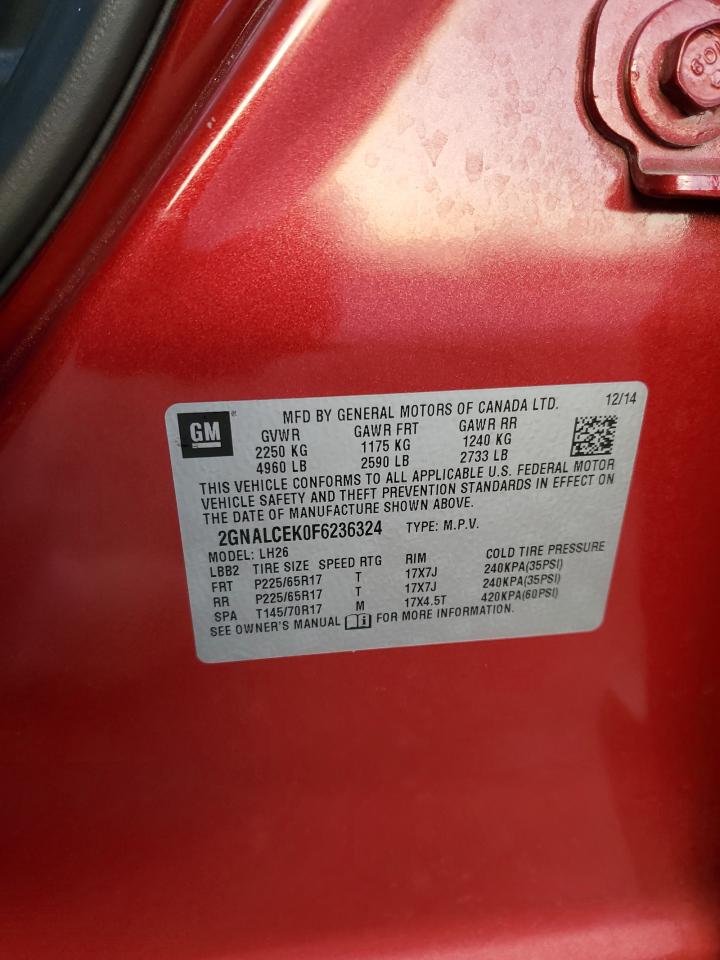 GM ® MFD BY GENERAL MOTORS OF CANADA LTD. 12/14
GVWR GAWR FRT GAWR RR
2250 KG 1175 KG 1240 KG
4960 LB 2590 LB 2733 LB
THIS VEHICLE CONFORMS TO ALL APPLICABLE U.S. FEDERAL MOTOR
VEHICLE SAFETY AND THEFT PREVENTION STANDARDS IN EFFECT ON
THE DATE OF MANUFACTURE SHOWN ABOVE.
2GNALCEK0F6236324 TYPE: M.P.V.
MODEL: LH26
LBB2 TIRE SIZE SPEED RTG RIM COLD TIRE PRESSURE
FRT P225/65R17 T 17X7J 240KPA(35PSI)
RR P225/65R17 T 17X7J 240KPA(35PSI)
SPA T145/70R17 M 17X4.5T 420KPA(60PSI)
SEE OWNER'S MANUAL i FOR MORE INFORMATION.